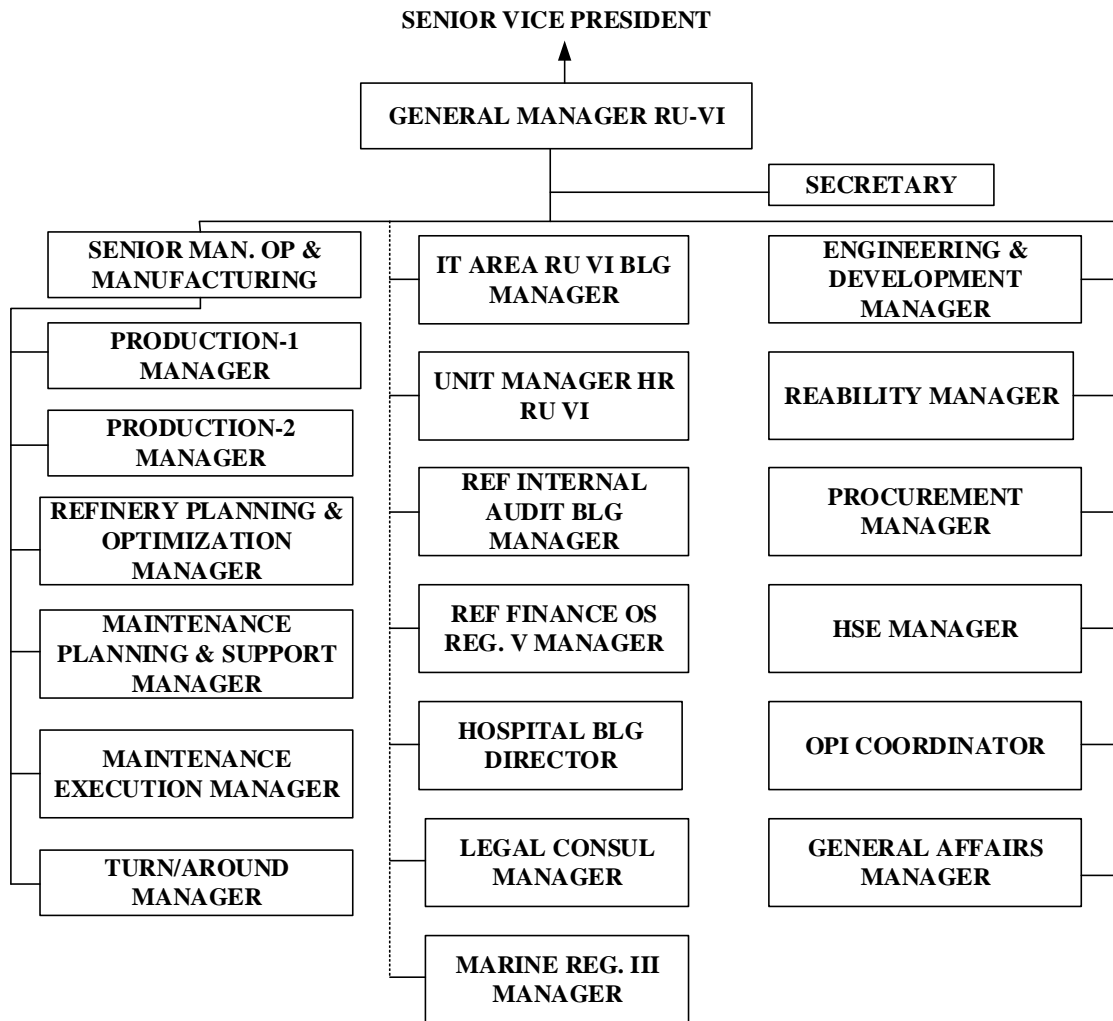 SENIOR VICE PRESIDENT
GENERAL MANAGER RU-VI
SECRETARY
SENIOR MAN. OP &
MANUFACTURING
PRODUCTION-1
MANAGER
PRODUCTION-2
MANAGER
REFINERY PLANNING &
OPTIMIZATION
MANAGER
MAINTENANCE
PLANNING & SUPPORT
MANAGER
MAINTENANCE
EXECUTION MANAGER
TURN/AROUND
MANAGER
IT AREA RU VI BLG
MANAGER
UNIT MANAGER HR
RU VI
REF INTERNAL
AUDIT BLG
MANAGER
REF FINANCE OS
REG. V MANAGER
HOSPITAL BLG
DIRECTOR
LEGAL CONSUL
MANAGER
MARINE REG. III
MANAGER
ENGINEERING &
DEVELOPMENT
MANAGER
REABILITY MANAGER
PROCUREMENT
MANAGER
HSE MANAGER
OPI COORDINATOR
GENERAL AFFAIRS
MANAGER